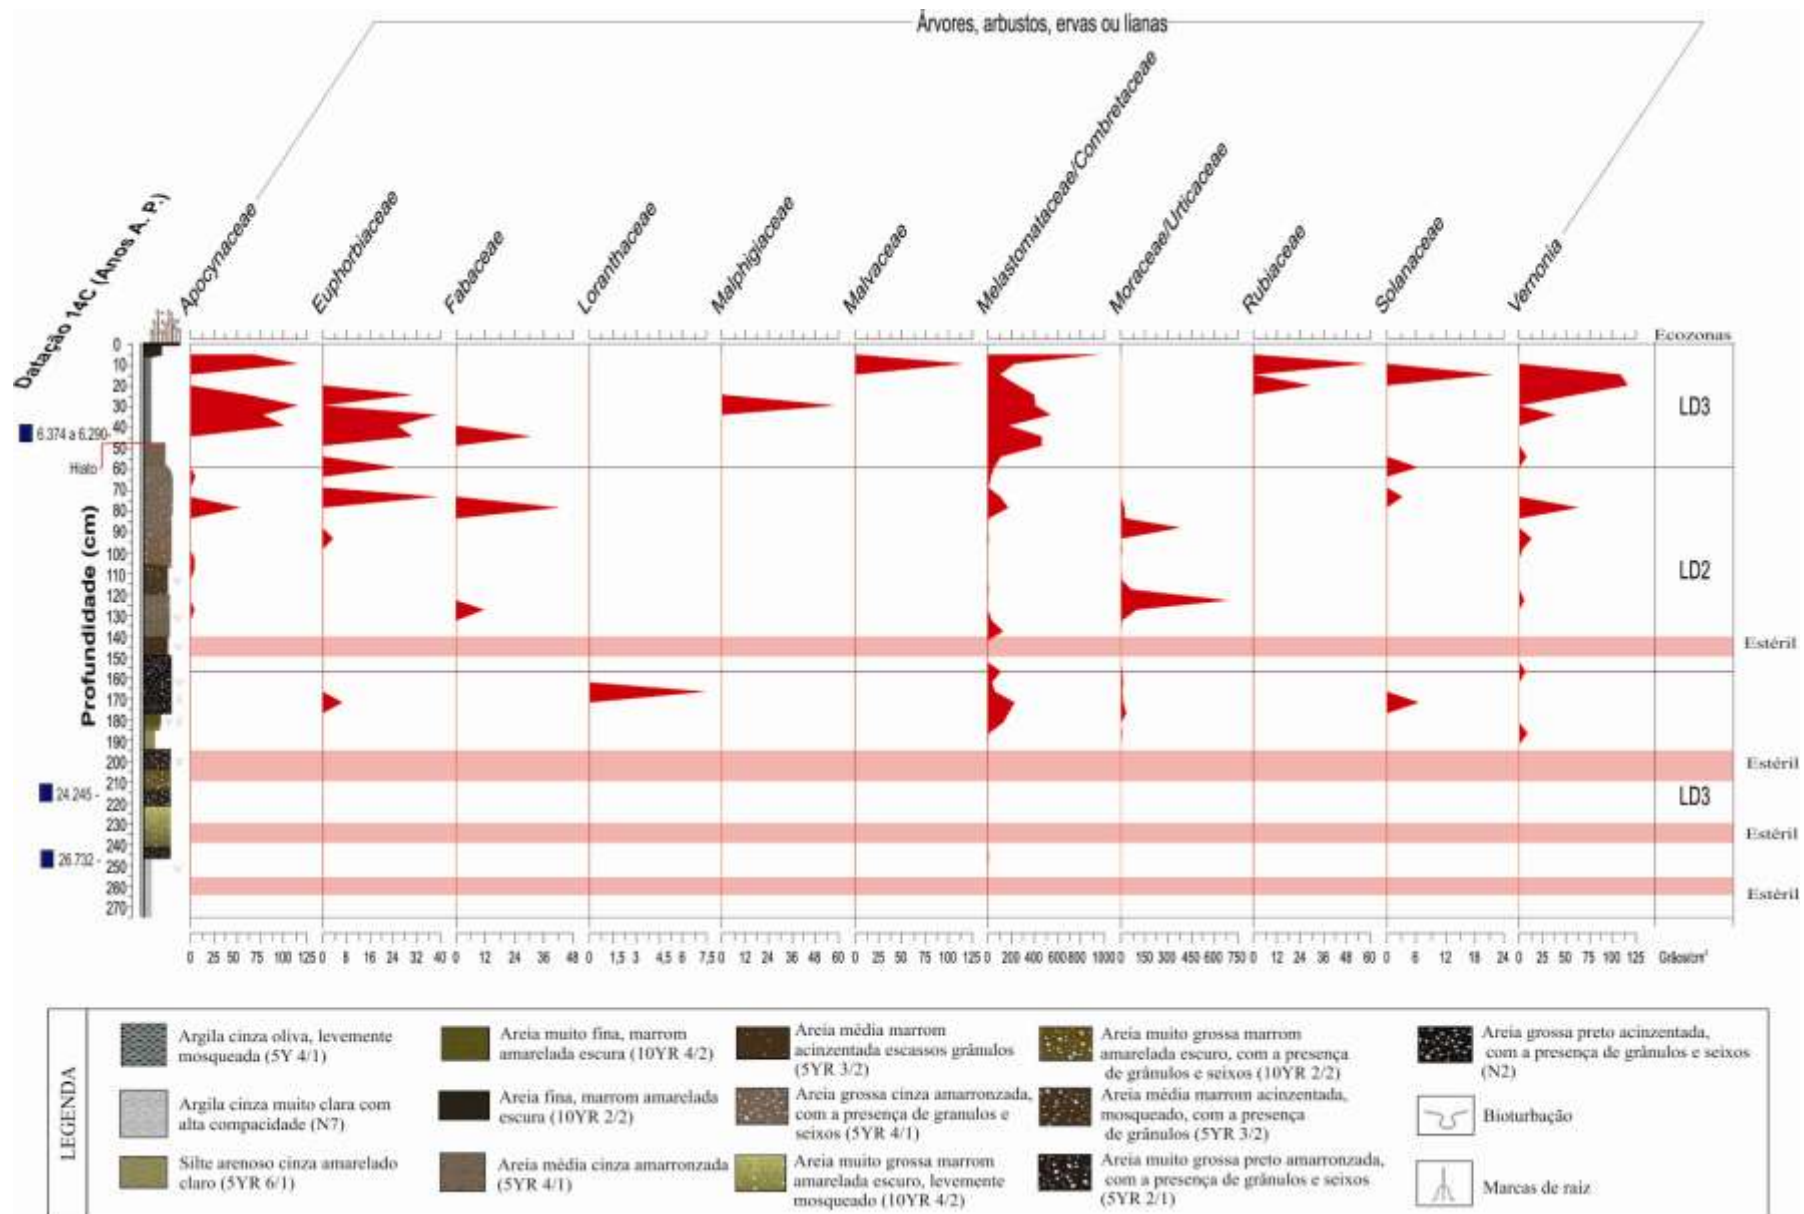 Árvores, arbustos, ervas ou lianas
Datação 14C (Anos A. P.)
Apocynaceae
Euphorbiaceae
Fabaceae
Loranthaceae
Malphigiaceae
Malvaceae
Melastomataceae/Combretaceae
Moraceae/Urticaceae
Rubiaceae
Solanaceae
Vernonia
Ecozonas
Profundidade (cm)
0
10
20
30
40
50
60
70
80
90
100
110
120
130
140
150
160
170
180
190
200
210
220
230
240
250
260
270
6.374 a 6.290-
Hiato
24.245 -
26.732 -
LD3
LD2
Estéril
Estéril
LD3
Estéril
Estéril
0 25 50 75 100 125 0 8 16 24 32 40 0 12 24 36 48 0 1,5 3 4,5 6 7,5 0 12 24 36 48 60 0 25 50 75 100 125 0 200 400 600 800 1000 0 150 300 450 600 750 0 12 24 36 48 60 0 6 12 18 24 0 25 50 75 100 125 Grãos/cm³
LEGENDA
Argila cinza oliva, levemente
mosqueada (5Y 4/1)
Argila cinza muito clara com
alta compacidade (N7)
Silte arenoso cinza amarelado
claro (5YR 6/1)
Areia muito fina, marrom
amarelada escura (10YR 4/2)
Areia fina, marrom amarelada
escura (10YR 2/2)
Areia média cinza amarronzada
(5YR 4/1)
Areia média marrom
acinzentada escassos grânulos
(5YR 3/2)
Areia grossa cinza amarronzada,
com a presença de granulos e
seixos (5YR 4/1)
Areia muito grossa marrom
amarelada escuro, levemente
mosqueado (10YR 4/2)
Areia muito grossa marrom
amarelada escuro, com a presença
de grânulos e seixos (10YR 2/2)
Areia média marrom acinzentada,
mosqueado, com a presença
de grânulos (5YR 3/2)
Areia muito grossa preto amarronzada,
com a presença de grânulos e seixos
(5YR 2/1)
Areia grossa preto acinzentada,
com a presença de grânulos e seixos
(N2)
Bioturbação
Marcas de raiz